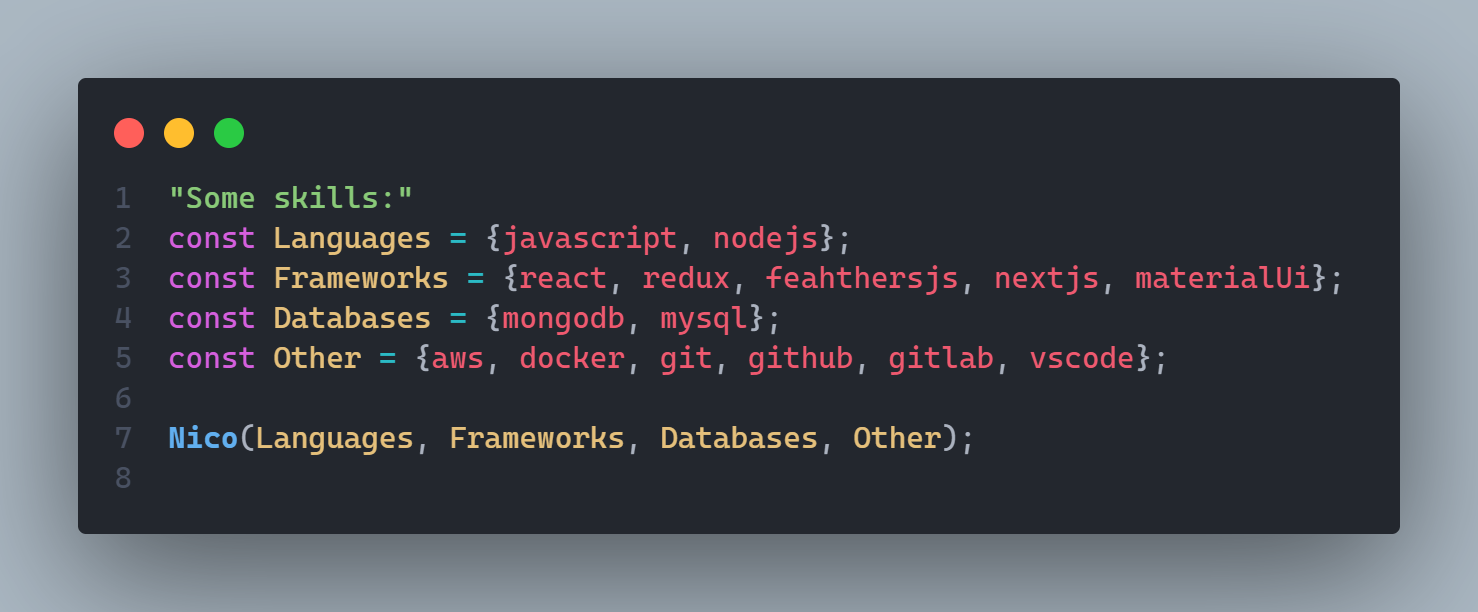 1 "Some skills:"
2 const Languages = {javascript, nodejs};
3 const Frameworks = {react, redux, feahthersjs, nextjs, materialUi};
4 const Databases = {mongodb, mysql};
5 const Other = {aws, docker, git, github, gitlab, vscode};
6
7 Nico(Languages, Frameworks, Databases, Other);
8